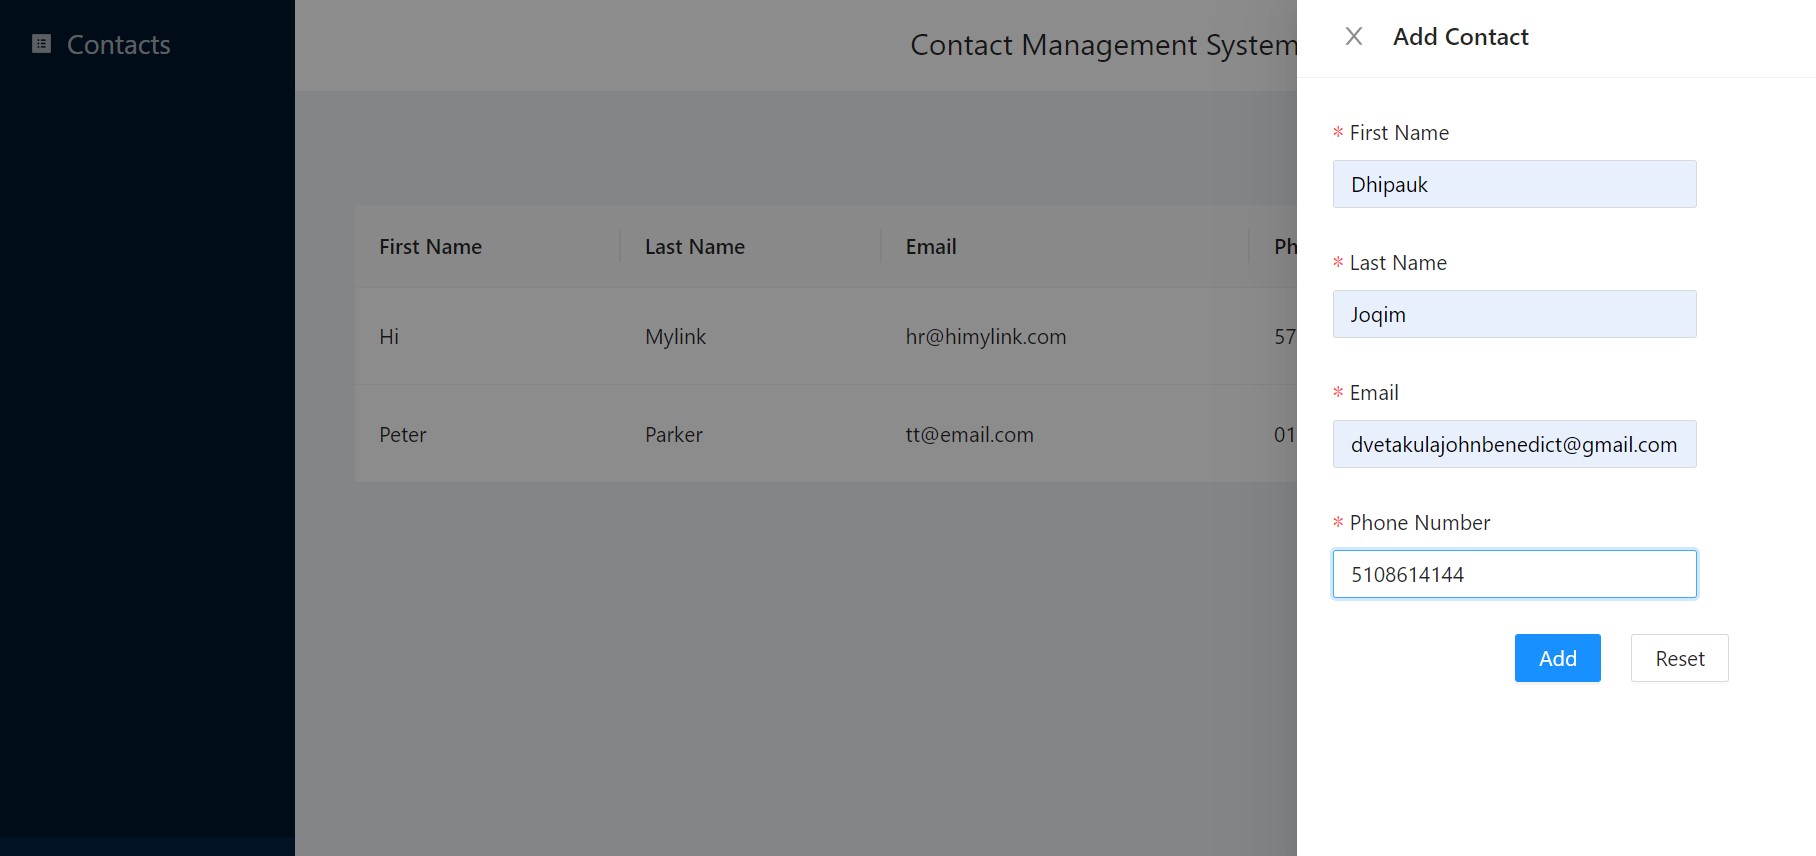 Contacts
Contact Management System
First Name Last Name Email Ph
Hi Mylink hr@himylink.com 57
Peter Parker tt@email.com 01
Add Contact
* First Name
Dhipauk
* Last Name
Joqim
* Email
dvetakulajohnbenedict@gmail.com
* Phone Number
5108614144
Add Reset